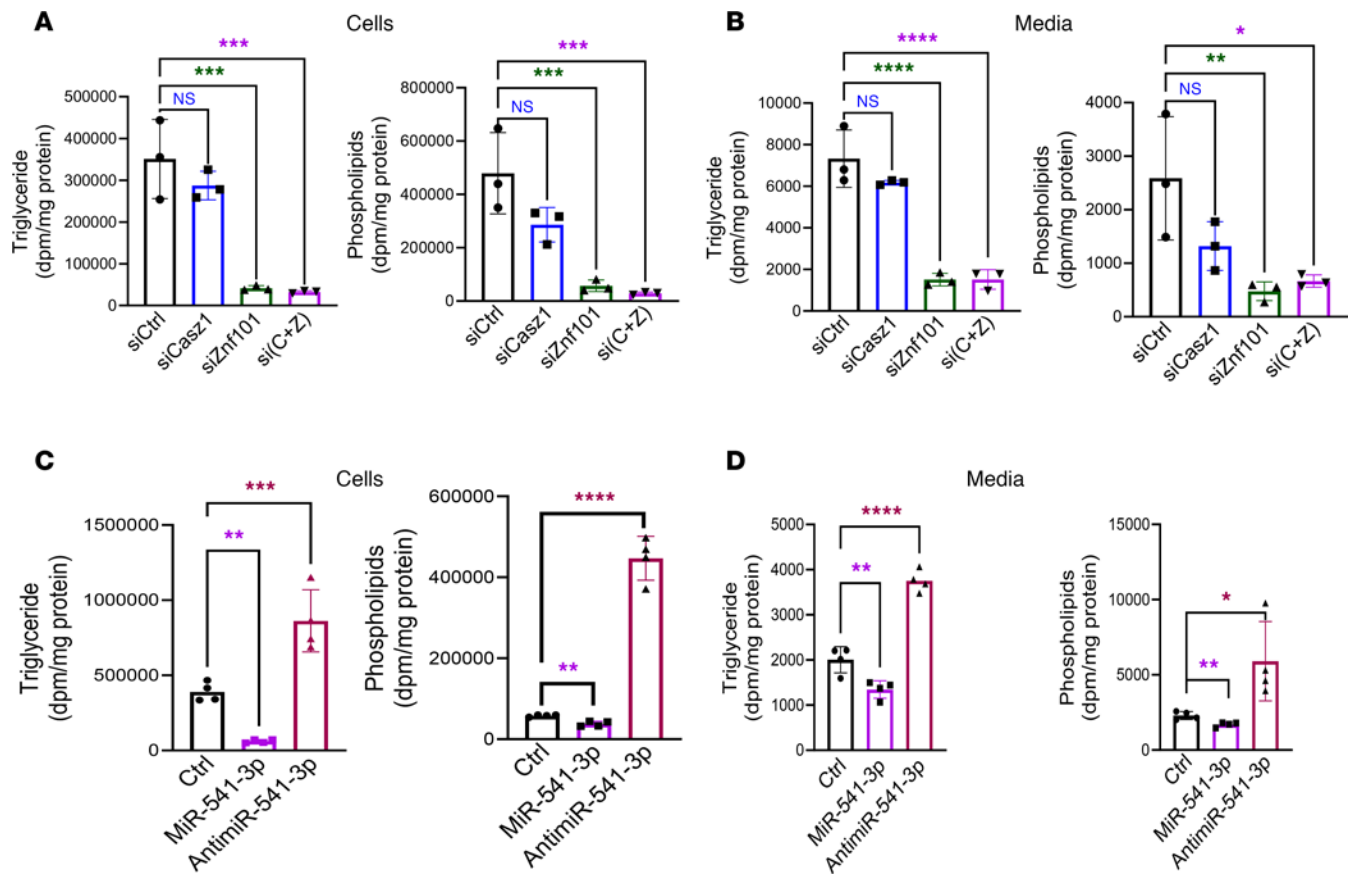 A
Cells
***
***
NS
Triglyceride
(dpm/mg protein)
500000
400000
300000
200000
100000
0
siCtrl
siCasz1
siZnf101
si(C+Z)
***
***
NS
Phospholipids
(dpm/mg protein)
800000
600000
400000
200000
0
siCtrl
siCasz1
siZnf101
si(C+Z)
B
Media
****
****
NS
Triglyceride
(dpm/mg protein)
10000
8000
6000
4000
2000
0
siCtrl
siCasz1
siZnf101
si(C+Z)
*
**
NS
Phospholipids
(dpm/mg protein)
4000
3000
2000
1000
0
siCtrl
siCasz1
siZnf101
si(C+Z)
C
Cells
***
**
Triglyceride
(dpm/mg protein)
1500000
1000000
500000
0
Ctrl
MiR-541-3p
AntimiR-541-3p
****
**
Phospholipids
(dpm/mg protein)
600000
400000
200000
0
Ctrl
MiR-541-3p
AntimiR-541-3p
D
Media
****
**
Triglyceride
(dpm/mg protein)
5000
4000
3000
2000
1000
0
Ctrl
MiR-541-3p
AntimiR-541-3p
*
**
Phospholipids
(dpm/mg protein)
15000
10000
5000
0
Ctrl
MiR-541-3p
AntimiR-541-3p